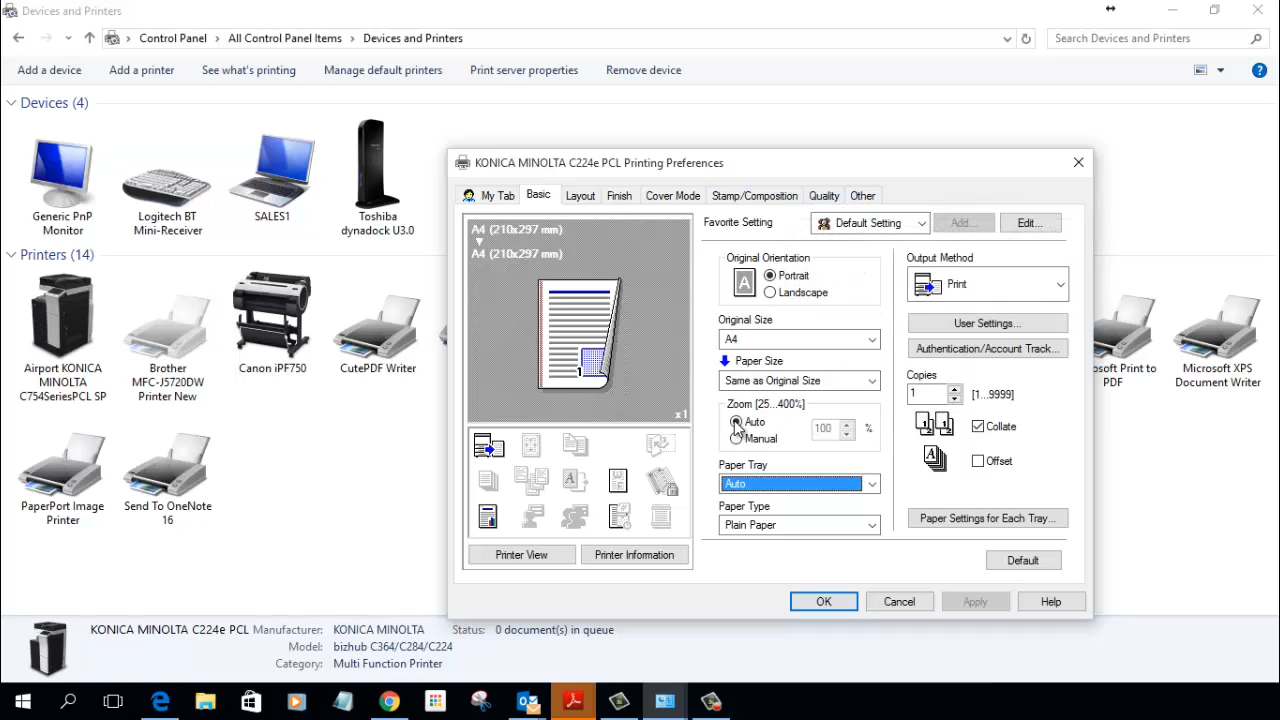 Devices and Printers
Control Panel > All Control Panel Items > Devices and Printers
Search Devices and Printers
Add a device
Add a printer
See what's printing
Manage default printers
Print server properties
Remove device
Devices (4)
Generic PnP
Monitor
Logitech BT
Mini-Receiver
SALES1
Toshiba
dynadock U3.0
Printers (14)
Airport KONICA
MINOLTA
C754SeriesPCL SP
Brother
MFC-J5720DW
Printer New
Canon iPF750
CutePDF Writer
osoft Print to
PDF
Microsoft XPS
Document Writer
PaperPort Image
Printer
Send To OneNote
16
KONICA MINOLTA C224e PCL Printing Preferences
My Tab
Basic
Layout
Finish
Cover Mode
Stamp/Composition
Quality
Other
A4 (210x297 mm)
A4 (210x297 mm)
1
x1
Printer View
Printer Information
Favorite Setting
Default Setting
Add...
Edit...
Original Orientation
A
Portrait
Landscape
Original Size
A4
Paper Size
Same as Original Size
Zoom [25...400%]
Auto
Manual
100
%
Paper Tray
Auto
Paper Type
Plain Paper
Output Method
Print
User Settings...
Authentication/Account Track...
Copies
1
[1...9999]
Collate
Offset
Paper Settings for Each Tray...
Default
OK
Cancel
Apply
Help
KONICA MINOLTA C224e PCL
Manufacturer: KONICA MINOLTA
Model: bizhub C364/C284/C224
Category: Multi Function Printer
Status: 0 document(s) in queue